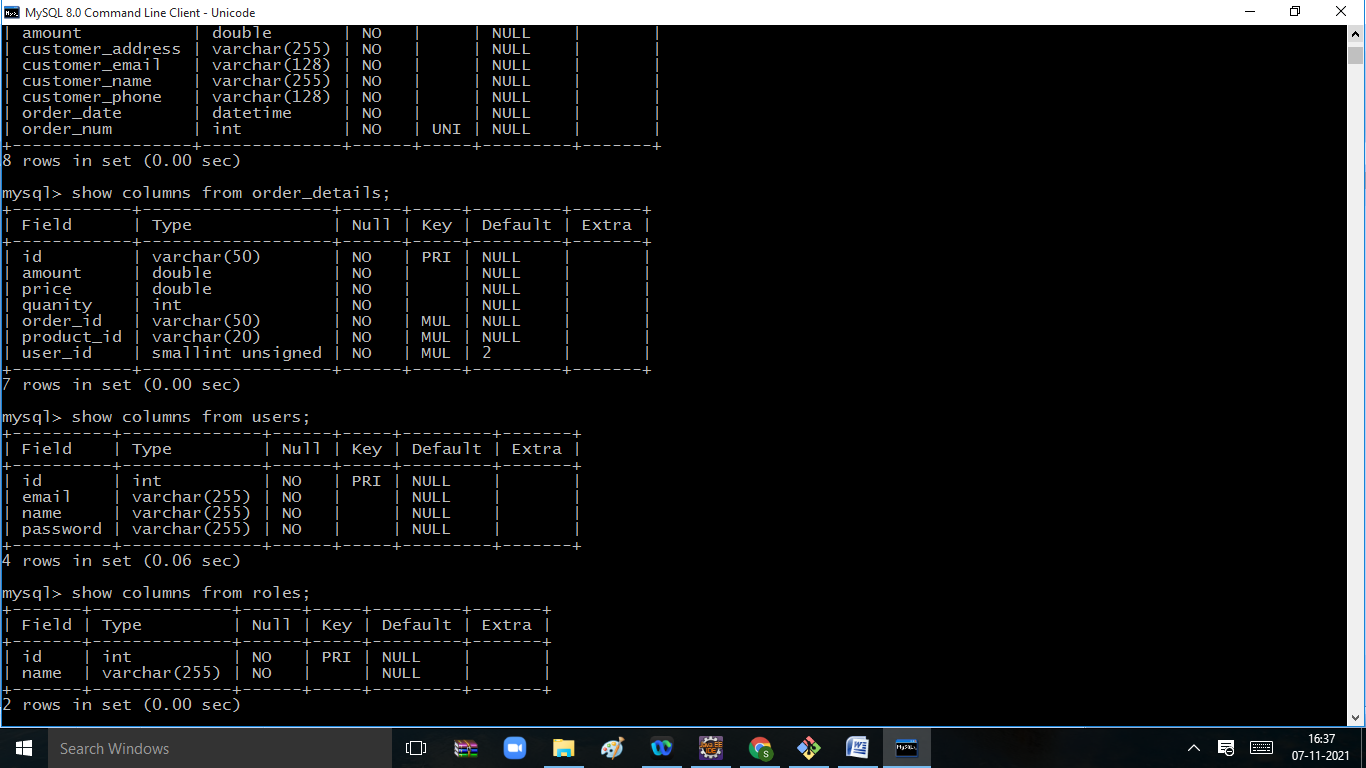 MySQL 8.0 Command Line Client - Unicode
| amount           | double       | NO   |     | NULL    |       |
| customer_address | varchar(255) | NO   |     | NULL    |       |
| customer_email   | varchar(128) | NO   |     | NULL    |       |
| customer_name    | varchar(255) | NO   |     | NULL    |       |
| customer_phone   | varchar(128) | NO   |     | NULL    |       |
| order_date       | datetime     | NO   |     | NULL    |       |
| order_num        | int          | NO   | UNI | NULL    |       |
+------------------+--------------+------+-----+---------+-------+
8 rows in set (0.00 sec)
mysql> show columns from order_details;
+------------+-------------------+------+-----+---------+-------+
| Field      | Type              | Null | Key | Default | Extra |
+------------+-------------------+------+-----+---------+-------+
| id         | varchar(50)       | NO   | PRI | NULL    |       |
| amount     | double            | NO   |     | NULL    |       |
| price      | double            | NO   |     | NULL    |       |
| quanity    | int               | NO   |     | NULL    |       |
| order_id   | varchar(50)       | NO   | MUL | NULL    |       |
| product_id | varchar(20)       | NO   | MUL | NULL    |       |
| user_id    | smallint unsigned | NO   | MUL | 2       |       |
+------------+-------------------+------+-----+---------+-------+
7 rows in set (0.00 sec)
mysql> show columns from users;
+----------+--------------+------+-----+---------+-------+
| Field    | Type         | Null | Key | Default | Extra |
+----------+--------------+------+-----+---------+-------+
| id       | int          | NO   | PRI | NULL    |       |
| email    | varchar(255) | NO   |     | NULL    |       |
| name     | varchar(255) | NO   |     | NULL    |       |
| password | varchar(255) | NO   |     | NULL    |       |
+----------+--------------+------+-----+---------+-------+
4 rows in set (0.06 sec)
mysql> show columns from roles;
+-------+--------------+------+-----+---------+-------+
| Field | Type         | Null | Key | Default | Extra |
+-------+--------------+------+-----+---------+-------+
| id    | int          | NO   | PRI | NULL    |       |
| name  | varchar(255) | NO   |     | NULL    |       |
+-------+--------------+------+-----+---------+-------+
2 rows in set (0.00 sec)
Search Windows
16:37
07-11-2021